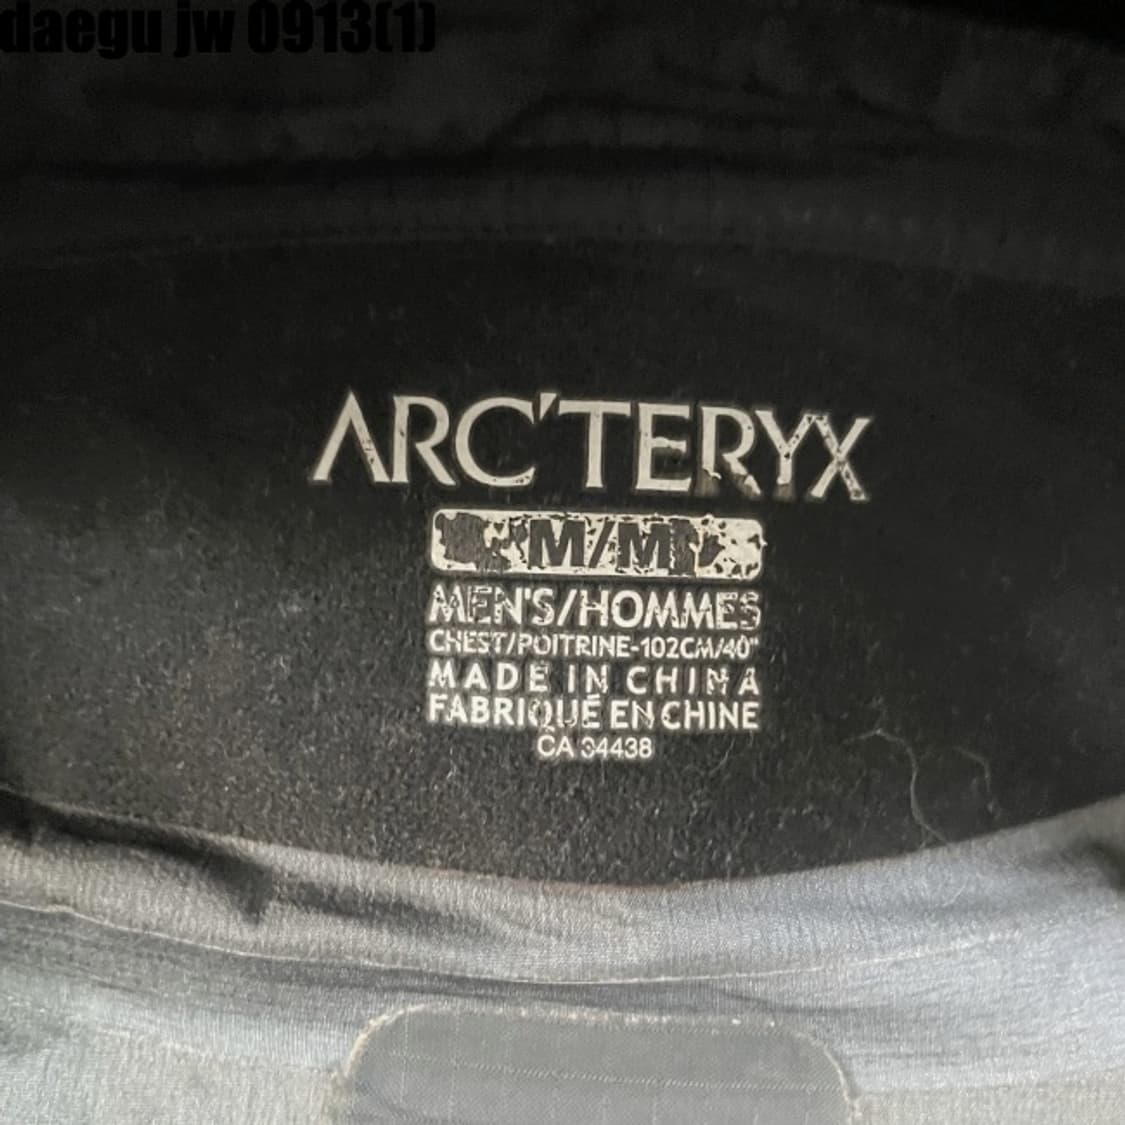 daegu jw 0913(1)
ARC'TERYX
M/M
MEN'S/HOMMES
CHEST/POITRINE-102CM/40"
MADE IN CHINA
FABRIQUÉ EN CHINE
CA 34438